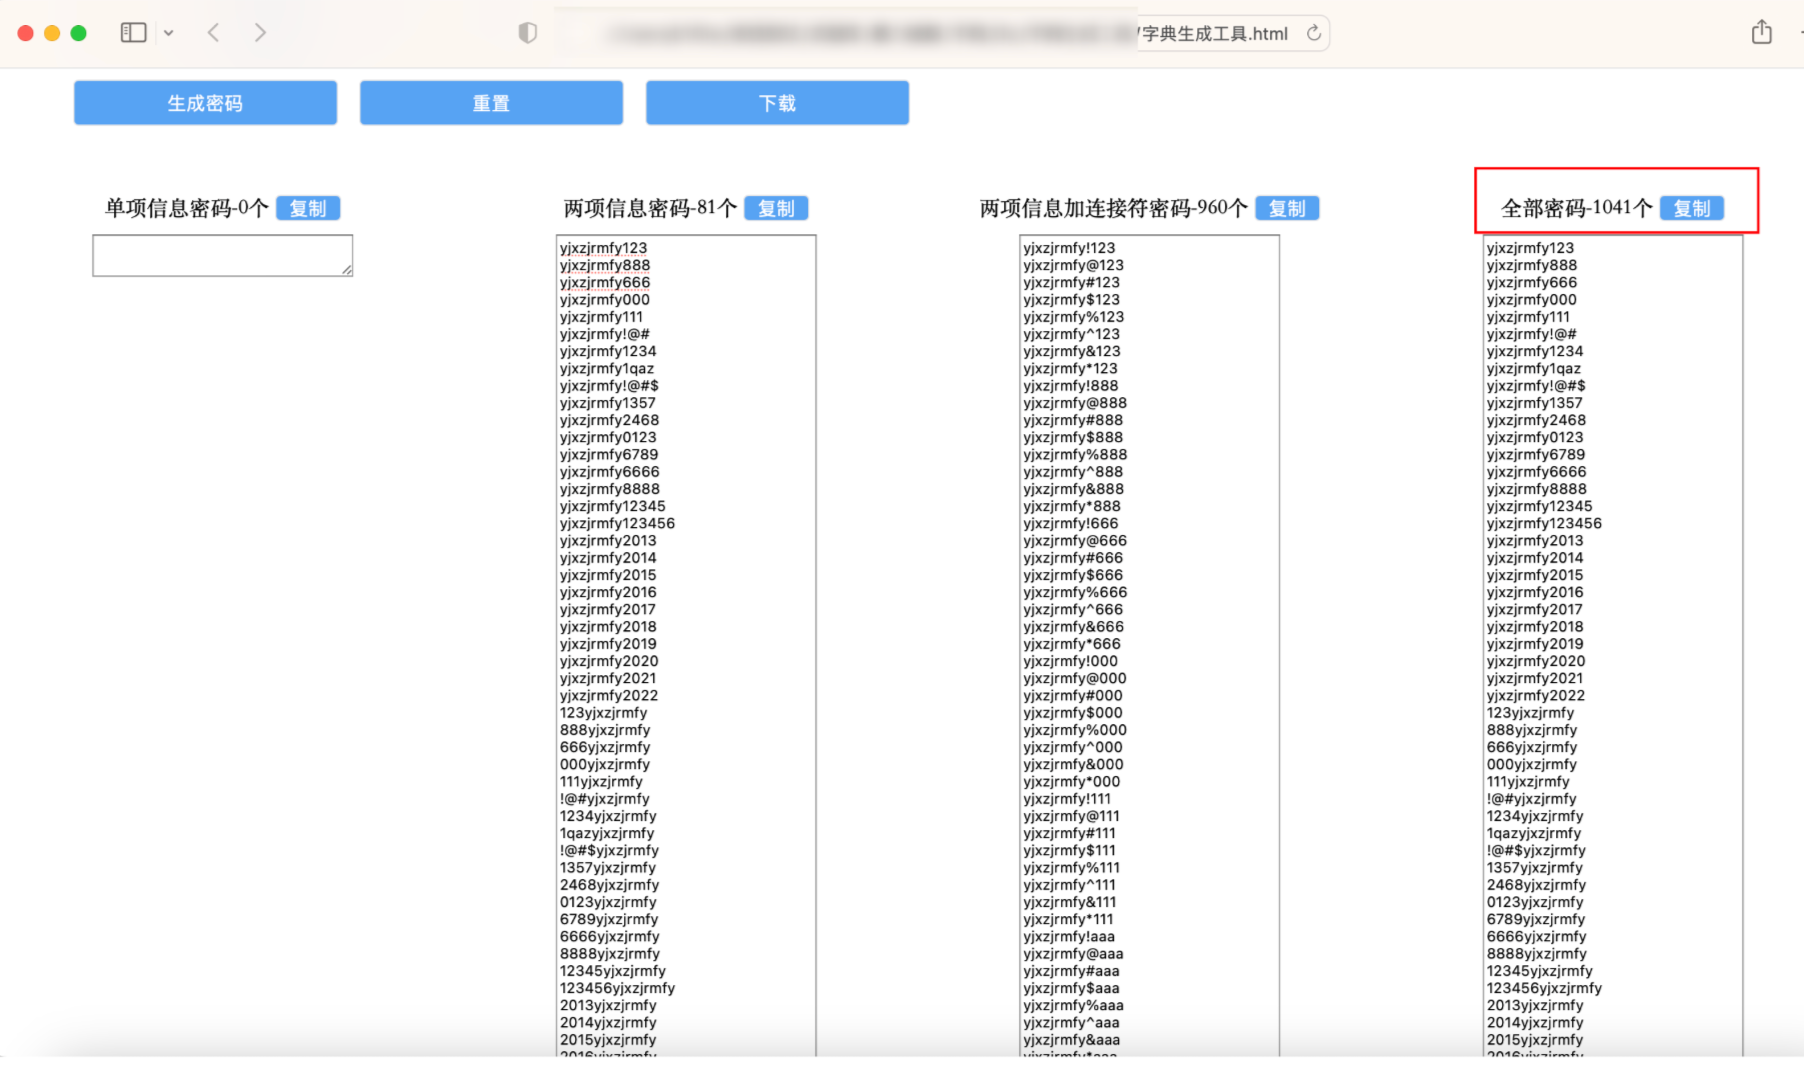 /字典生成工具.html
生成密码
重置
下载
单项信息密码-0个 复制
两项信息密码-81个 复制
yjxzjrmfy123
yjxzjrmfy888
yjxzjrmfy666
yjxzjrmfy000
yjxzjrmfy111
yjxzjrmfy!@#
yjxzjrmfy1234
yjxzjrmfy1qaz
yjxzjrmfy!@#$
yjxzjrmfy1357
yjxzjrmfy2468
yjxzjrmfy0123
yjxzjrmfy6789
yjxzjrmfy6666
yjxzjrmfy8888
yjxzjrmfy12345
yjxzjrmfy123456
yjxzjrmfy2013
yjxzjrmfy2014
yjxzjrmfy2015
yjxzjrmfy2016
yjxzjrmfy2017
yjxzjrmfy2018
yjxzjrmfy2019
yjxzjrmfy2020
yjxzjrmfy2021
yjxzjrmfy2022
123yjxzjrmfy
888yjxzjrmfy
666yjxzjrmfy
000yjxzjrmfy
111yjxzjrmfy
!@#yjxzjrmfy
1234yjxzjrmfy
1qazyjxzjrmfy
!@#$yjxzjrmfy
1357yjxzjrmfy
2468yjxzjrmfy
0123yjxzjrmfy
6789yjxzjrmfy
6666yjxzjrmfy
8888yjxzjrmfy
12345yjxzjrmfy
123456yjxzjrmfy
2013yjxzjrmfy
2014yjxzjrmfy
2015yjxzjrmfy
2016yjxzjrmfy
两项信息加连接符密码-960个 复制
yjxzjrmfy!123
yjxzjrmfy@123
yjxzjrmfy#123
yjxzjrmfy$123
yjxzjrmfy%123
yjxzjrmfy^123
yjxzjrmfy&123
yjxzjrmfy*123
yjxzjrmfy!888
yjxzjrmfy@888
yjxzjrmfy#888
yjxzjrmfy$888
yjxzjrmfy%888
yjxzjrmfy^888
yjxzjrmfy&888
yjxzjrmfy*888
yjxzjrmfy!666
yjxzjrmfy@666
yjxzjrmfy#666
yjxzjrmfy$666
yjxzjrmfy%666
yjxzjrmfy^666
yjxzjrmfy&666
yjxzjrmfy*666
yjxzjrmfy!000
yjxzjrmfy@000
yjxzjrmfy#000
yjxzjrmfy$000
yjxzjrmfy%000
yjxzjrmfy^000
yjxzjrmfy&000
yjxzjrmfy*000
yjxzjrmfy!111
yjxzjrmfy@111
yjxzjrmfy#111
yjxzjrmfy$111
yjxzjrmfy%111
yjxzjrmfy^111
yjxzjrmfy&111
yjxzjrmfy*111
yjxzjrmfy!aaa
yjxzjrmfy@aaa
yjxzjrmfy#aaa
yjxzjrmfy$aaa
yjxzjrmfy%aaa
yjxzjrmfy^aaa
yjxzjrmfy&aaa
yjxzjrmfy*aaa
全部密码-1041个 复制
yjxzjrmfy123
yjxzjrmfy888
yjxzjrmfy666
yjxzjrmfy000
yjxzjrmfy111
yjxzjrmfy!@#
yjxzjrmfy1234
yjxzjrmfy1qaz
yjxzjrmfy!@#$
yjxzjrmfy1357
yjxzjrmfy2468
yjxzjrmfy0123
yjxzjrmfy6789
yjxzjrmfy6666
yjxzjrmfy8888
yjxzjrmfy12345
yjxzjrmfy123456
yjxzjrmfy2013
yjxzjrmfy2014
yjxzjrmfy2015
yjxzjrmfy2016
yjxzjrmfy2017
yjxzjrmfy2018
yjxzjrmfy2019
yjxzjrmfy2020
yjxzjrmfy2021
yjxzjrmfy2022
123yjxzjrmfy
888yjxzjrmfy
666yjxzjrmfy
000yjxzjrmfy
111yjxzjrmfy
!@#yjxzjrmfy
1234yjxzjrmfy
1qazyjxzjrmfy
!@#$yjxzjrmfy
1357yjxzjrmfy
2468yjxzjrmfy
0123yjxzjrmfy
6789yjxzjrmfy
6666yjxzjrmfy
8888yjxzjrmfy
12345yjxzjrmfy
123456yjxzjrmfy
2013yjxzjrmfy
2014yjxzjrmfy
2015yjxzjrmfy
2016yjxzjrmfy